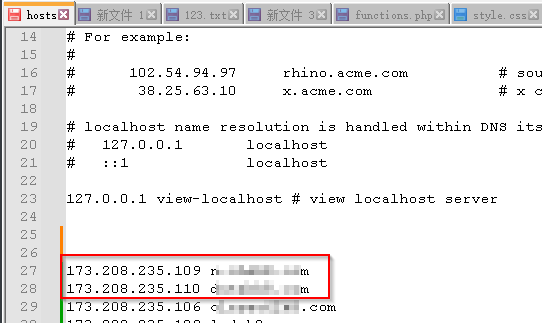 hosts 新文件 1 123.txt 新文件 3 functions.php style.css
14 # For example:
15 #
16 # 102.54.94.97 rhino.acme.com # sou
17 # 38.25.63.10 x.acme.com # x c
18
19 # localhost name resolution is handled within DNS its
20 # 127.0.0.1 localhost
21 # ::1 localhost
22
23 127.0.0.1 view-localhost # view localhost server
24
25
26
27 173.208.235.109
28 173.208.235.110
29 173.208.235.106 .com